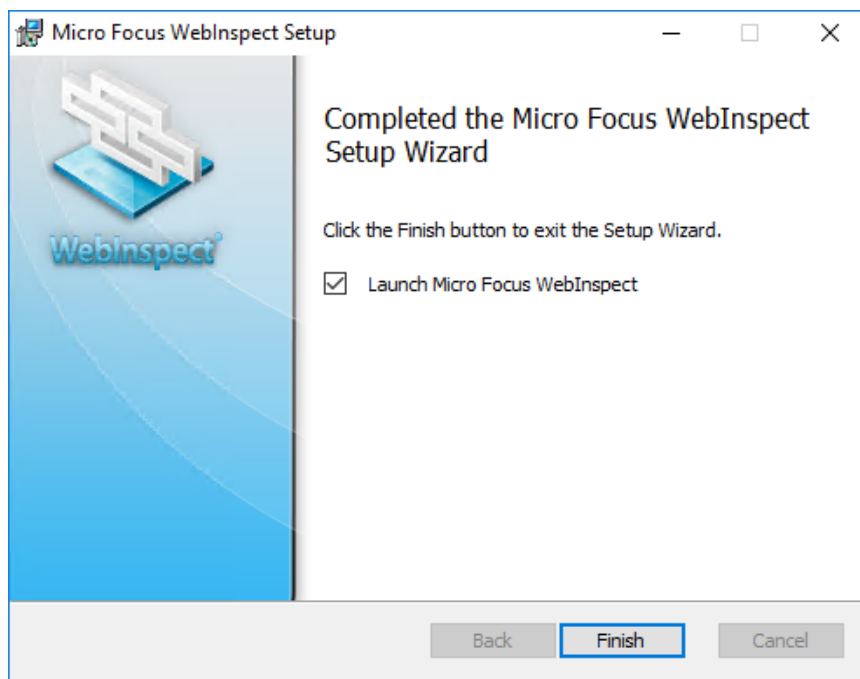 Micro Focus WebInspect Setup
WebInspect
Completed the Micro Focus WebInspect
Setup Wizard
Click the Finish button to exit the Setup Wizard.
Launch Micro Focus WebInspect
Back
Finish
Cancel